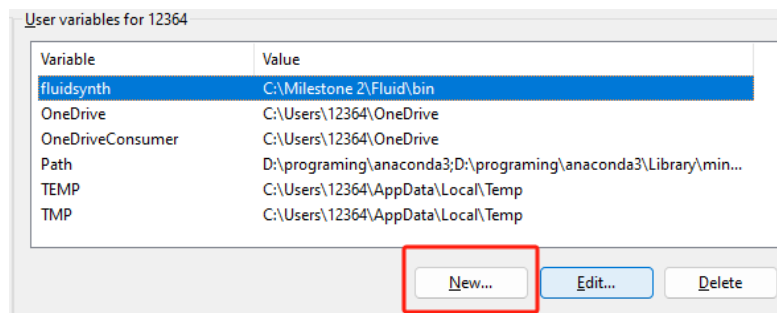 User variables for 12364
Variable Value
fluidsynth C:\Milestone 2\Fluid\bin
OneDrive C:\Users\12364\OneDrive
OneDriveConsumer C:\Users\12364\OneDrive
Path D:\programing\anaconda3;D:\programing\anaconda3\Library\min...
TEMP C:\Users\12364\AppData\Local\Temp
TMP C:\Users\12364\AppData\Local\Temp
New... Edit... Delete